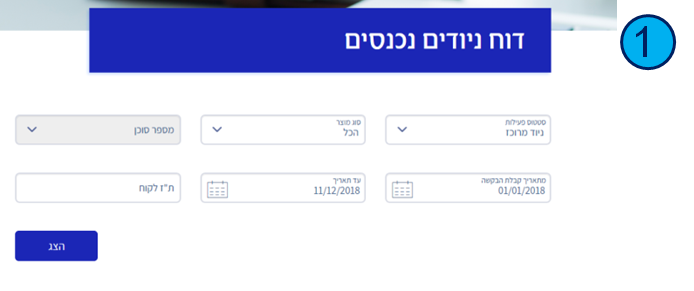 דוח ניודים נכנסים
1
סטטוס פעילות
ניוד מרוכז
סוג מוצר
הכל
מספר סוכן
מתאריך קבלת הבקשה
01/01/2018
עד תאריך
11/12/2018
ת"ז לקוח
הצג